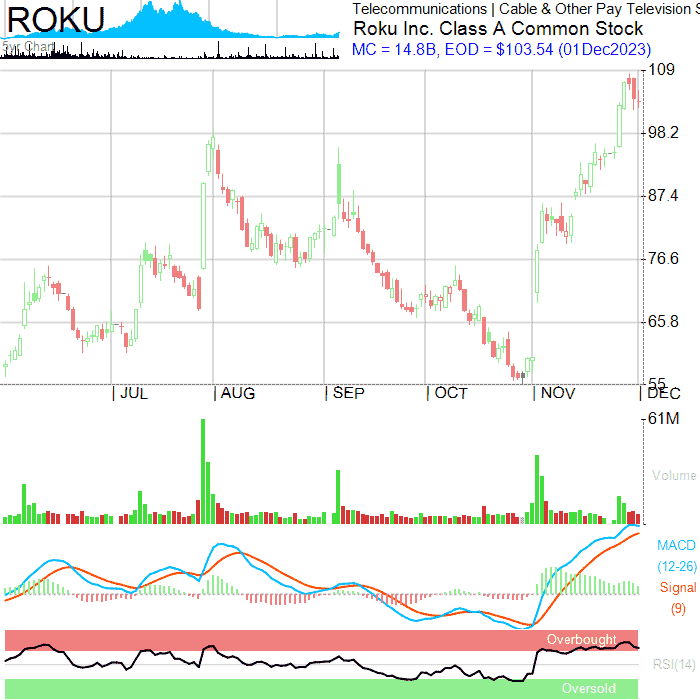 ROKU
Telecommunications | Cable & Other Pay Television S
Roku Inc. Class A Common Stock
5yr Chart
MC = 14.8B, EOD = $103.54 (01Dec2023)
109
98.2
87.4
76.6
65.8
55
| JUL | AUG | SEP | OCT | NOV | DEC
61M
Volume
MACD
(12-26)
Signal
(9)
Overbought
RSI(14)
Oversold